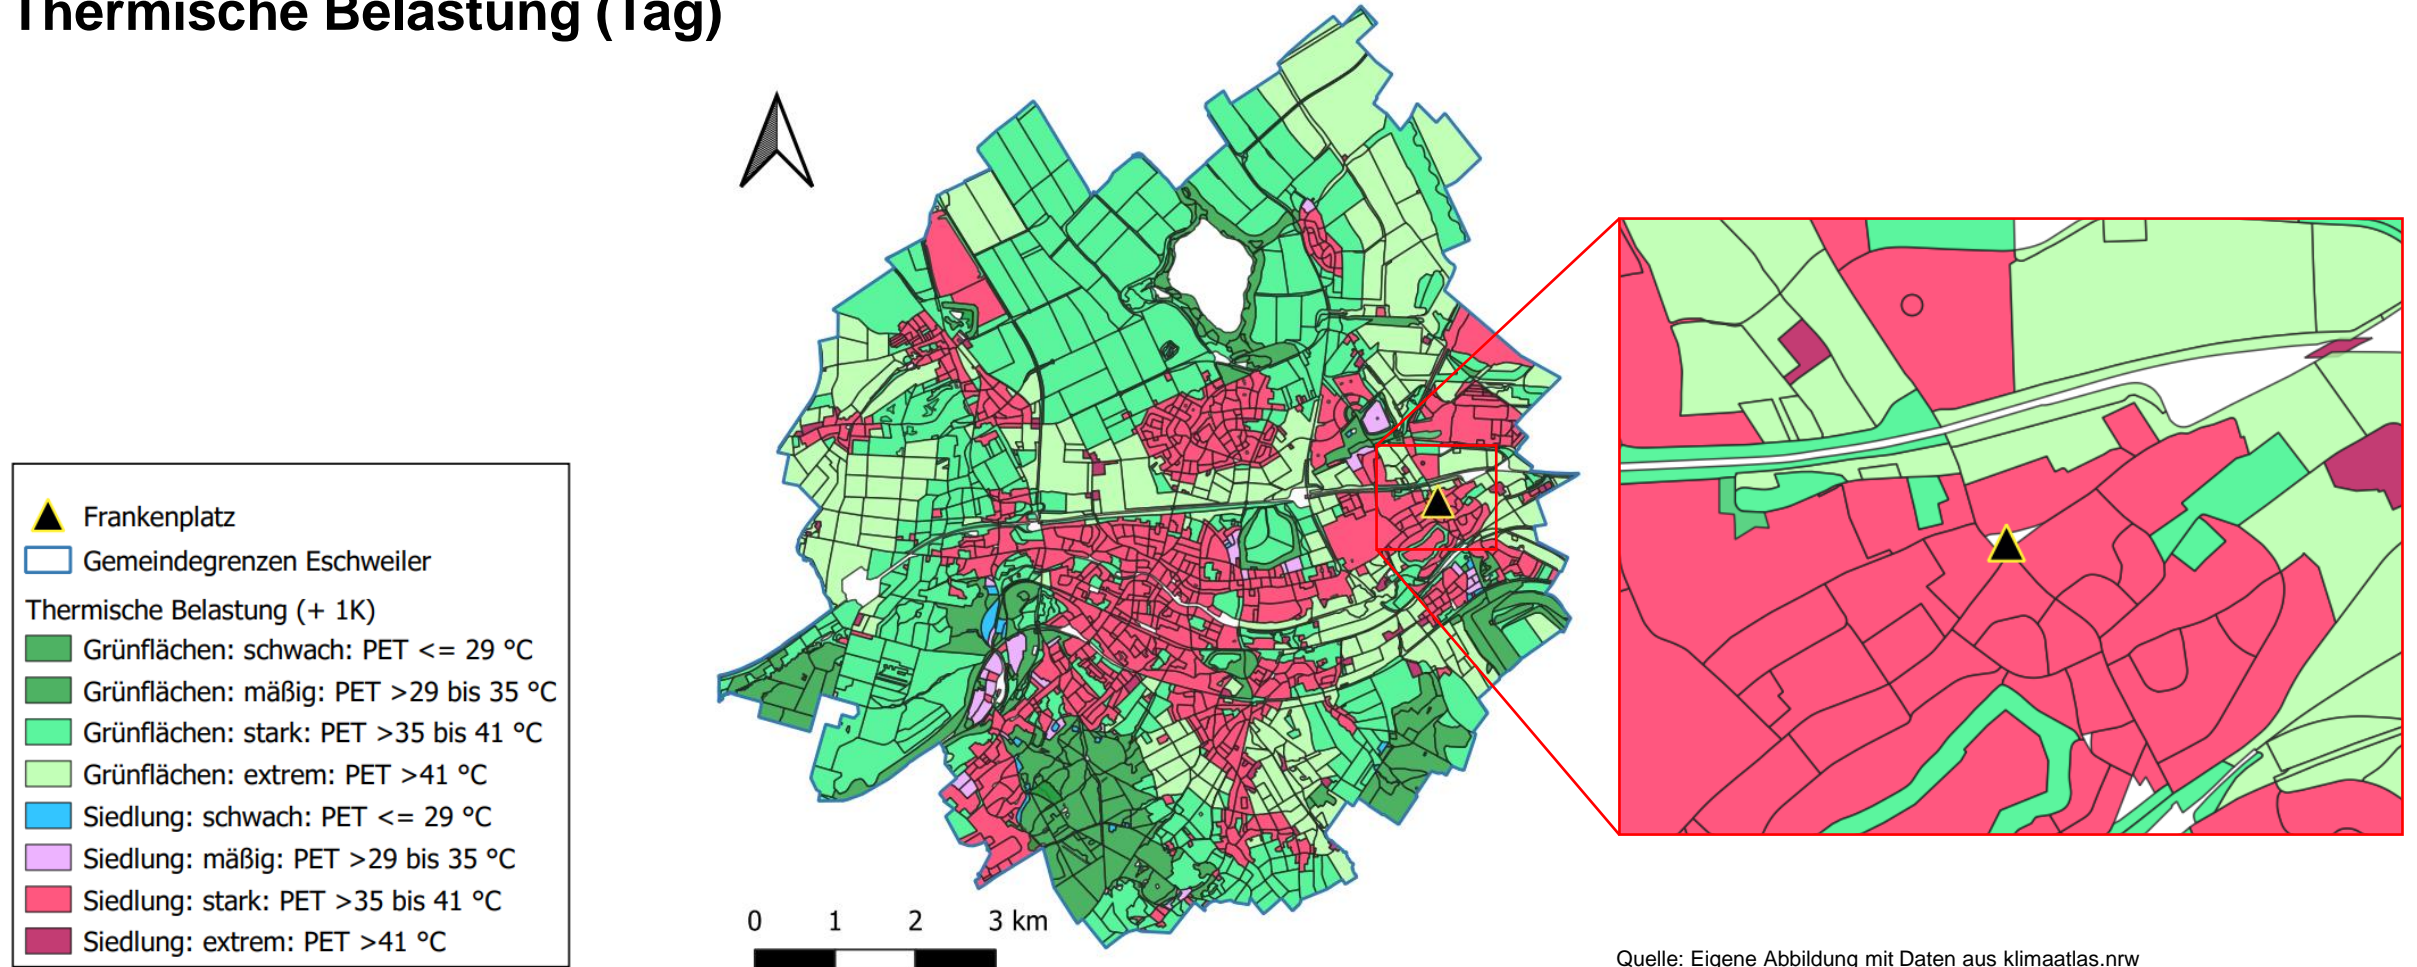 Thermische Belastung (Tag)
Frankenplatz
Gemeindegrenzen Eschweiler
Thermische Belastung (+ 1K)
Grünflächen: schwach: PET <= 29 °C
Grünflächen: mäßig: PET >29 bis 35 °C
Grünflächen: stark: PET >35 bis 41 °C
Grünflächen: extrem: PET >41 °C
Siedlung: schwach: PET <= 29 °C
Siedlung: mäßig: PET >29 bis 35 °C
Siedlung: stark: PET >35 bis 41 °C
Siedlung: extrem: PET >41 °C
0 1 2 3 km
Quelle: Eigene Abbildung mit Daten aus klimaatlas.nrw